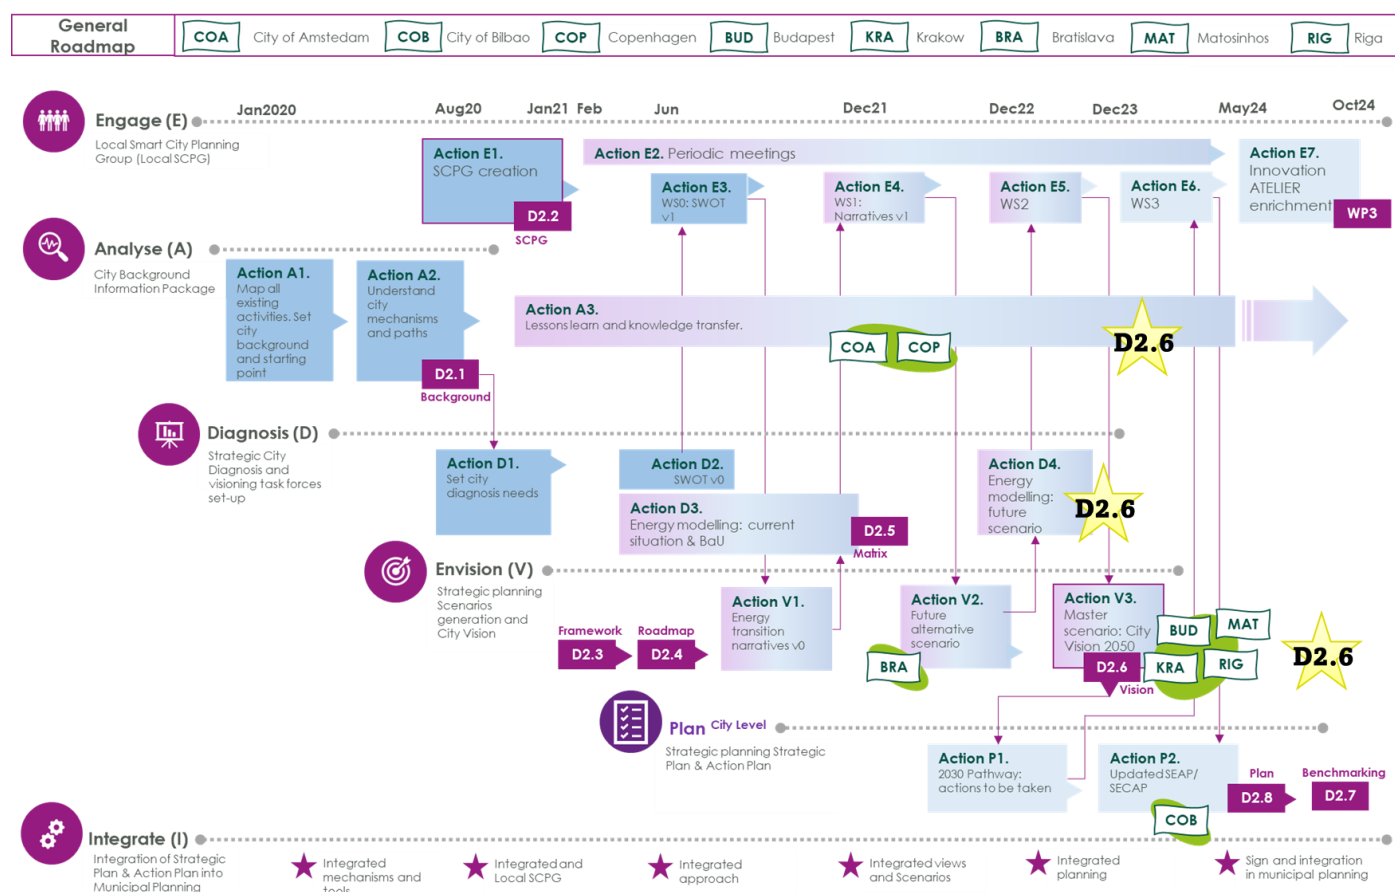 General
Roadmap
COA City of Amstedam COB City of Bilbao COP Copenhagen BUD Budapest KRA Krakow BRA Bratislava MAT Matosinhos RIG Riga
Jan2020 Aug20 Jan21 Feb Jun Dec21 Dec22 Dec23 May24 Oct24
Engage (E)
Local Smart City Planning
Group (Local SCPG)
Action E1.
SCPG creation
D2.2
SCPG
Action E2. Periodic meetings
Action E3.
WS0: SWOT
v1
Action E4.
WS1:
Narratives v1
Action E5.
WS2
Action E6.
WS3
Action E7.
Innovation
ATELIER
enrichment
WP3
Analyse (A)
City Background
Information Package
Action A1.
Map all
existing
activities. Set
city
background
and starting
point
Action A2.
Understand
city
mechanisms
and paths
D2.1
Background
Action A3.
Lessons learn and knowledge transfer.
COA COP
D2.6
Diagnosis (D)
Strategic City
Diagnosis and
visioning task forces
set-up
Action D1.
Set city
diagnosis needs
Action D2.
SWOT v0
Action D3.
Energy modelling: current
situation & BaU
D2.5
Matrix
Action D4.
Energy
modelling:
future
scenario
D2.6
Envision (V)
Strategic planning
Scenarios
generation and
City Vision
Framework
D2.3
Roadmap
D2.4
Action V1.
Energy
transition
narratives v0
Action V2.
Future
alternative
scenario
BRA
Action V3.
Master
scenario: City
Vision 2050
D2.6
Vision
BUD MAT
KRA RIG
D2.6
Plan City Level
Strategic planning Strategic
Plan & Action Plan
Action P1.
2030 Pathway:
actions to be taken
Action P2.
Updated SEAP/
SECAP
COB
Plan
D2.8
Benchmarking
D2.7
Integrate (I)
Integration of Strategic
Plan & Action Plan into
Municipal Planning
Integrated
mechanisms and
tools
Integrated and
Local SCPG
Integrated
approach
Integrated views
and Scenarios
Integrated
planning
Sign and integration
in municipal planning